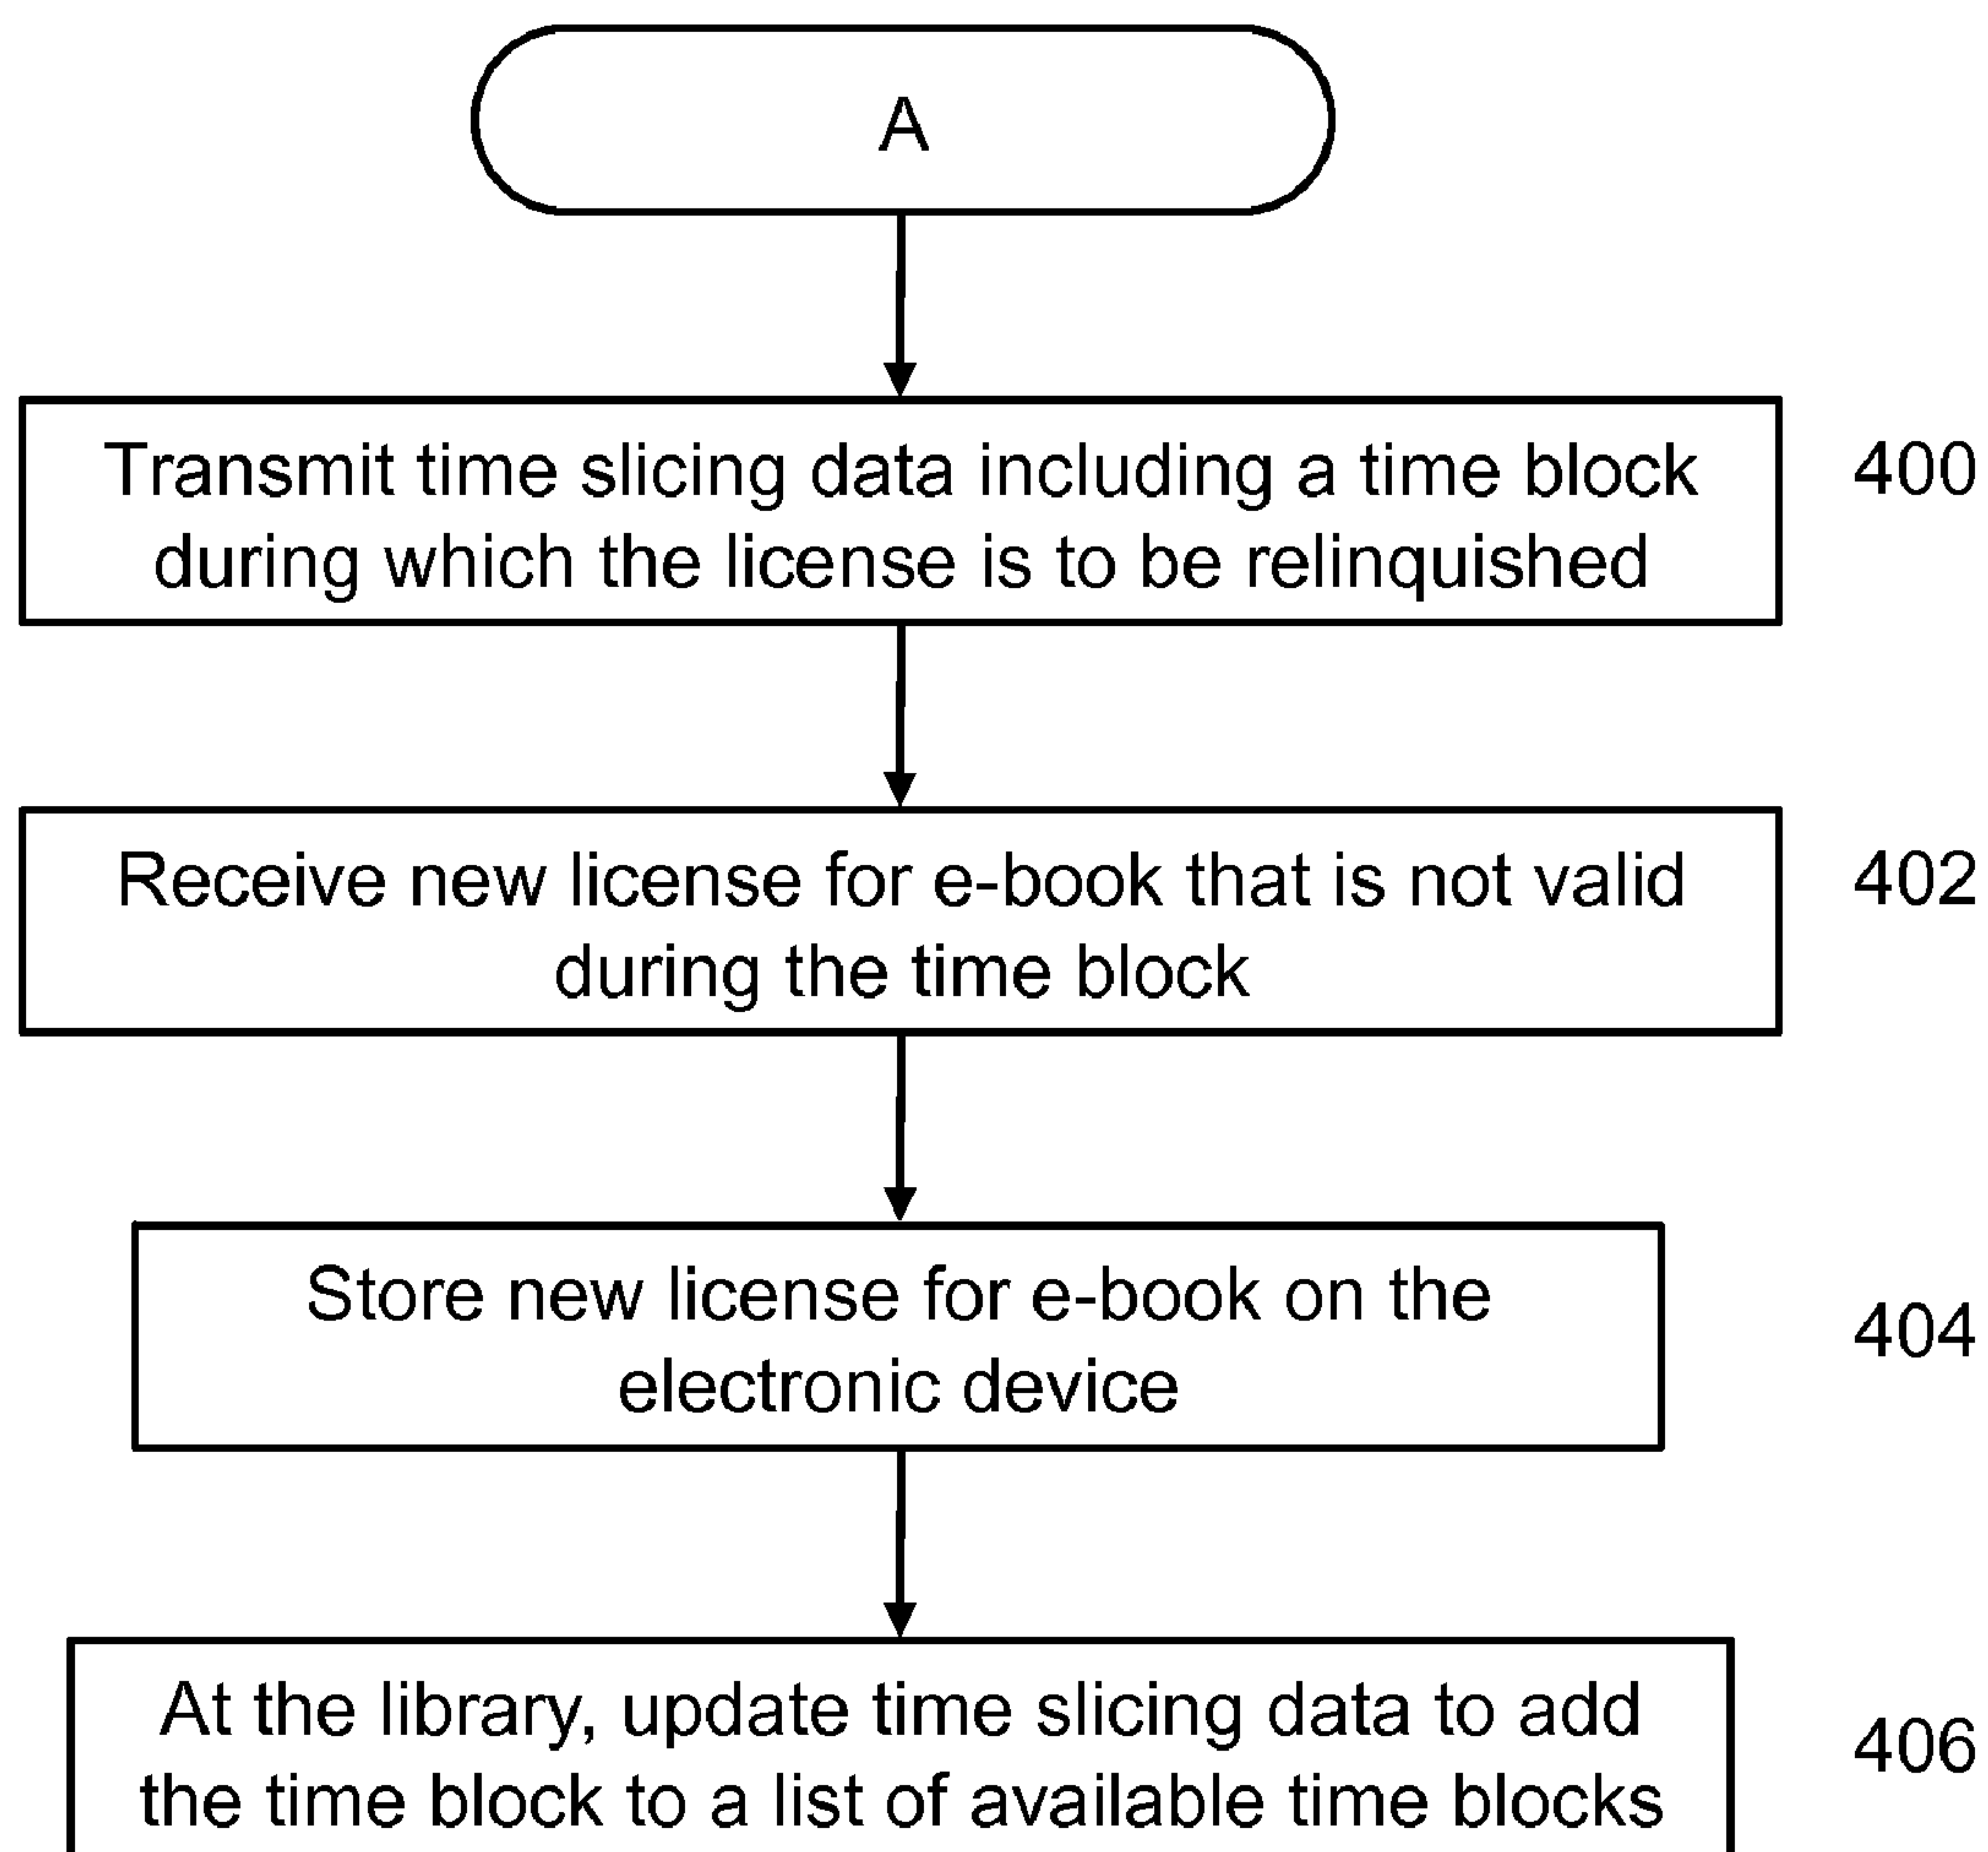 A
Transmit time slicing data including a time block
during which the license is to be relinquished
400
Receive new license for e-book that is not valid
during the time block
402
Store new license for e-book on the
electronic device
404
At the library, update time slicing data to add
the time block to a list of available time blocks
406